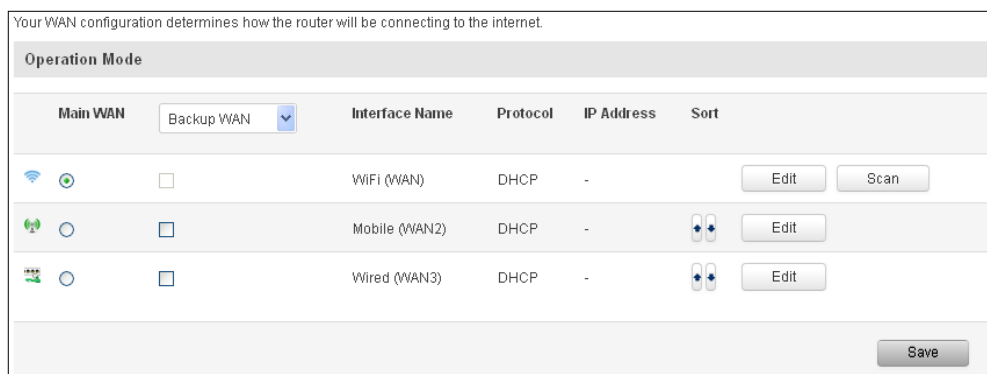 Your WAN configuration determines how the router will be connecting to the internet.
Operation Mode
Main WAN Backup WAN Interface Name Protocol IP Address Sort
WiFi (WAN) DHCP - Edit Scan
Mobile (WAN2) DHCP - Edit
Wired (WAN3) DHCP - Edit
Save